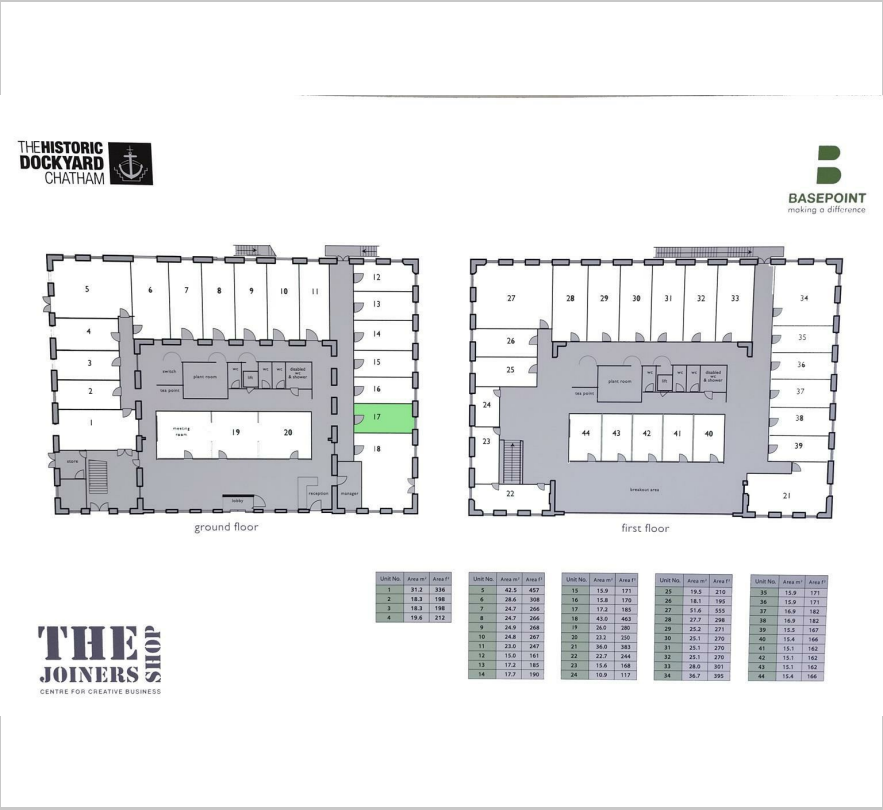 THEHISTORIC
DOCKYARD
CHATHAM
BASEPOINT
making a difference
5
6
7
8
9
10
11
12
13
14
15
16
17
18
4
3
2
1
store
switch
tea point
plant room
wc
lift
wc
wc
disabled
wc
& shower
meeting
room
19
20
lobby
reception
manager
ground floor
27
28
29
30
31
32
33
34
35
36
37
38
39
26
25
24
23
22
21
tea point
plant room
wc
lift
wc
wc
disabled
wc
& shower
44
43
42
41
40
breakout area
first floor
Unit No. Area m² Area f²
1 31.2 336
2 18.3 198
3 18.3 198
4 19.6 212
Unit No. Area m² Area f²
5 42.5 457
6 28.6 308
7 24.7 266
8 24.7 266
9 24.9 268
10 24.8 267
11 23.0 247
12 15.0 161
13 17.2 185
14 17.7 190
Unit No. Area m² Area f²
15 15.9 171
16 15.8 170
17 17.2 185
18 43.0 463
19 26.0 280
20 23.2 250
21 36.0 383
22 22.7 244
23 15.6 168
24 10.9 117
Unit No. Area m² Area f²
25 19.5 210
26 18.1 195
27 51.6 555
28 27.7 298
29 25.2 271
30 25.1 270
31 25.1 270
32 25.1 270
33 28.0 301
34 36.7 395
Unit No. Area m² Area f²
35 15.9 171
36 15.9 171
37 16.9 182
38 16.9 182
39 15.5 167
40 15.4 166
41 15.1 162
42 15.1 162
43 15.1 162
44 15.4 166
THE
JOINERS
SHOP
CENTRE FOR CREATIVE BUSINESS